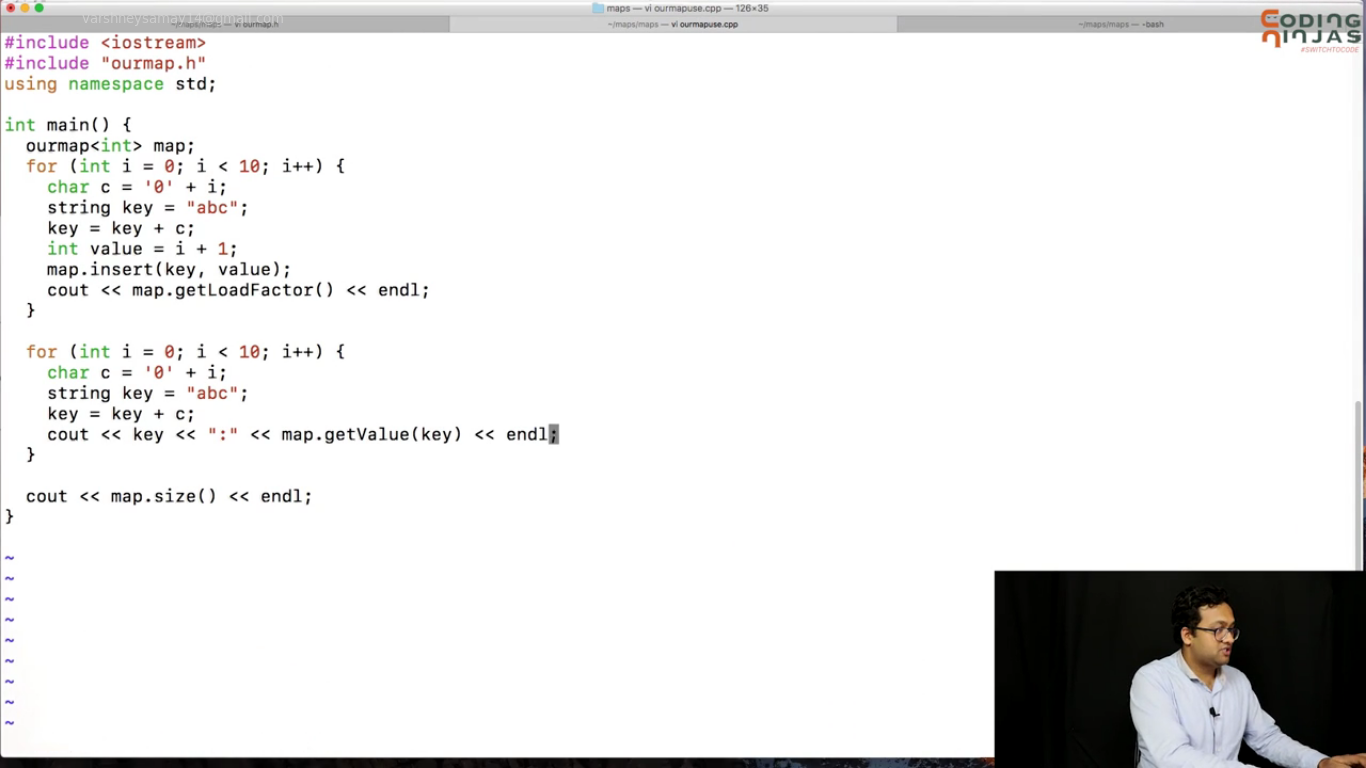 varshneysamav14@gmail.com
maps — vi ourmapuse.cpp — 126×35
~/maps/maps — vi ourmap.h
~/maps/maps — vi ourmapuse.cpp
~/maps/maps — -bash
CODING
NINJAS
#SWITCHTOCODE
#include <iostream>
#include "ourmap.h"
using namespace std;
int main() {
ourmap<int> map;
for (int i = 0; i < 10; i++) {
char c = '0' + i;
string key = "abc";
key = key + c;
int value = i + 1;
map.insert(key, value);
cout << map.getLoadFactor() << endl;
}
for (int i = 0; i < 10; i++) {
char c = '0' + i;
string key = "abc";
key = key + c;
cout << key << ":" << map.getValue(key) << endl;
}
cout << map.size() << endl;
}
~
~
~
~
~
~
~
~
~